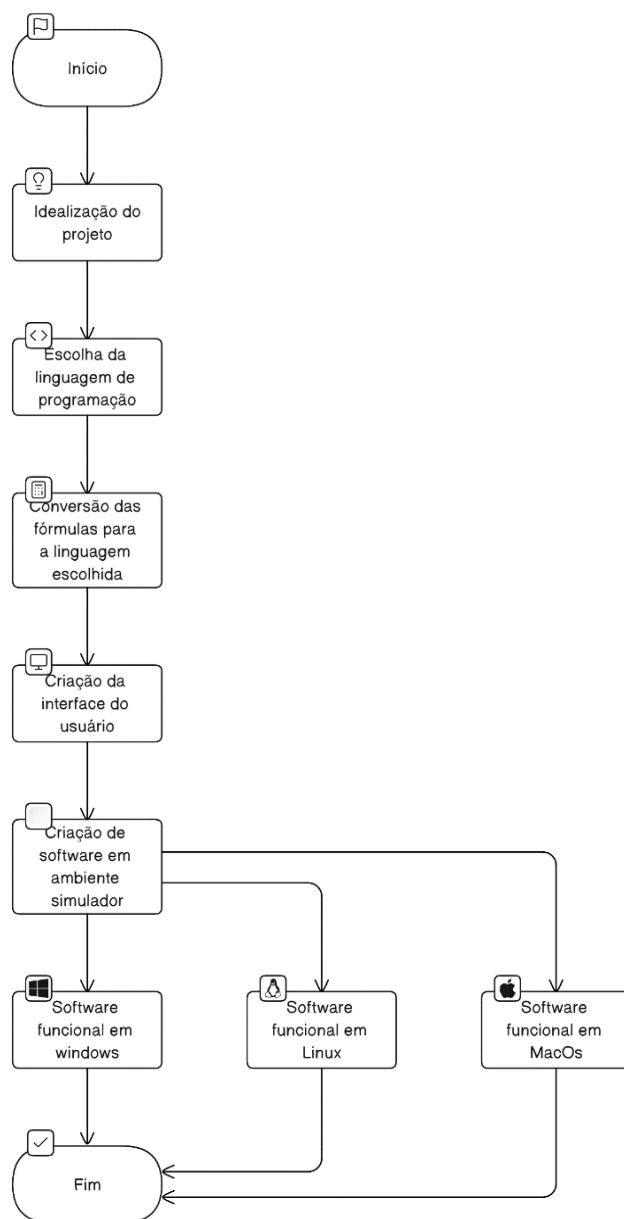 Início
Idealização do
projeto
Escolha da
linguagem de
programação
Conversão das
fórmulas para
a linguagem
escolhida
Criação da
interface do
usuário
Criação de
software em
ambiente
simulador
Software
funcional em
windows
Software
funcional em
Linux
Software
funcional em
MacOs
Fim